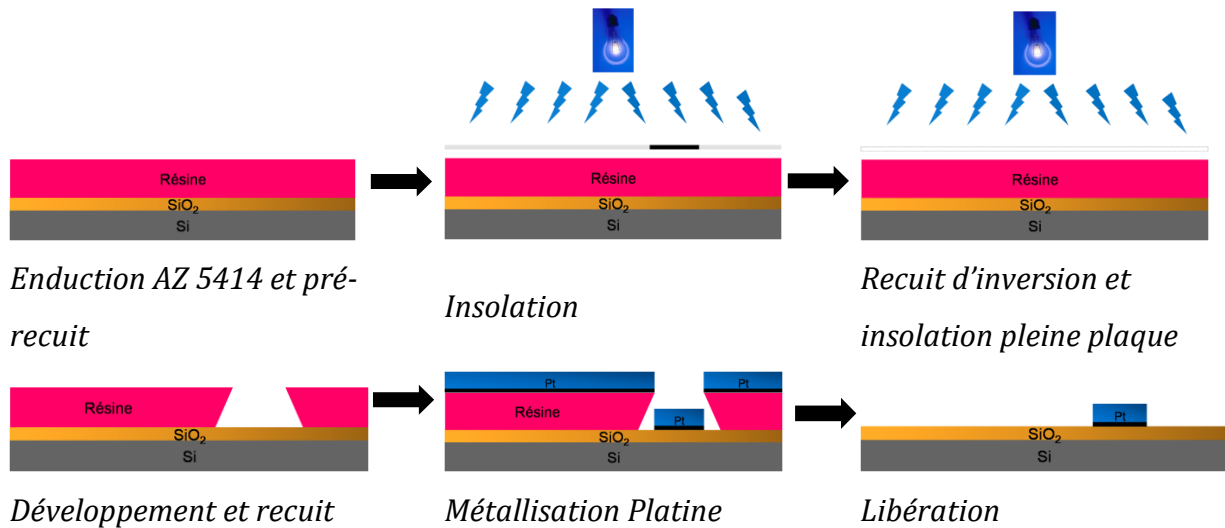 Résine
SiO₂
Si
Résine
SiO₂
Si
Résine
SiO₂
Si
Enduction AZ 5414 et pré-
recuit
Insolation
Recuit d’inversion et
insolation pleine plaque
Résine
SiO₂
Si
Pt
Pt
Résine
Pt
SiO₂
Si
Pt
SiO₂
Si
Développement et recuit
Métallisation Platine
Libération